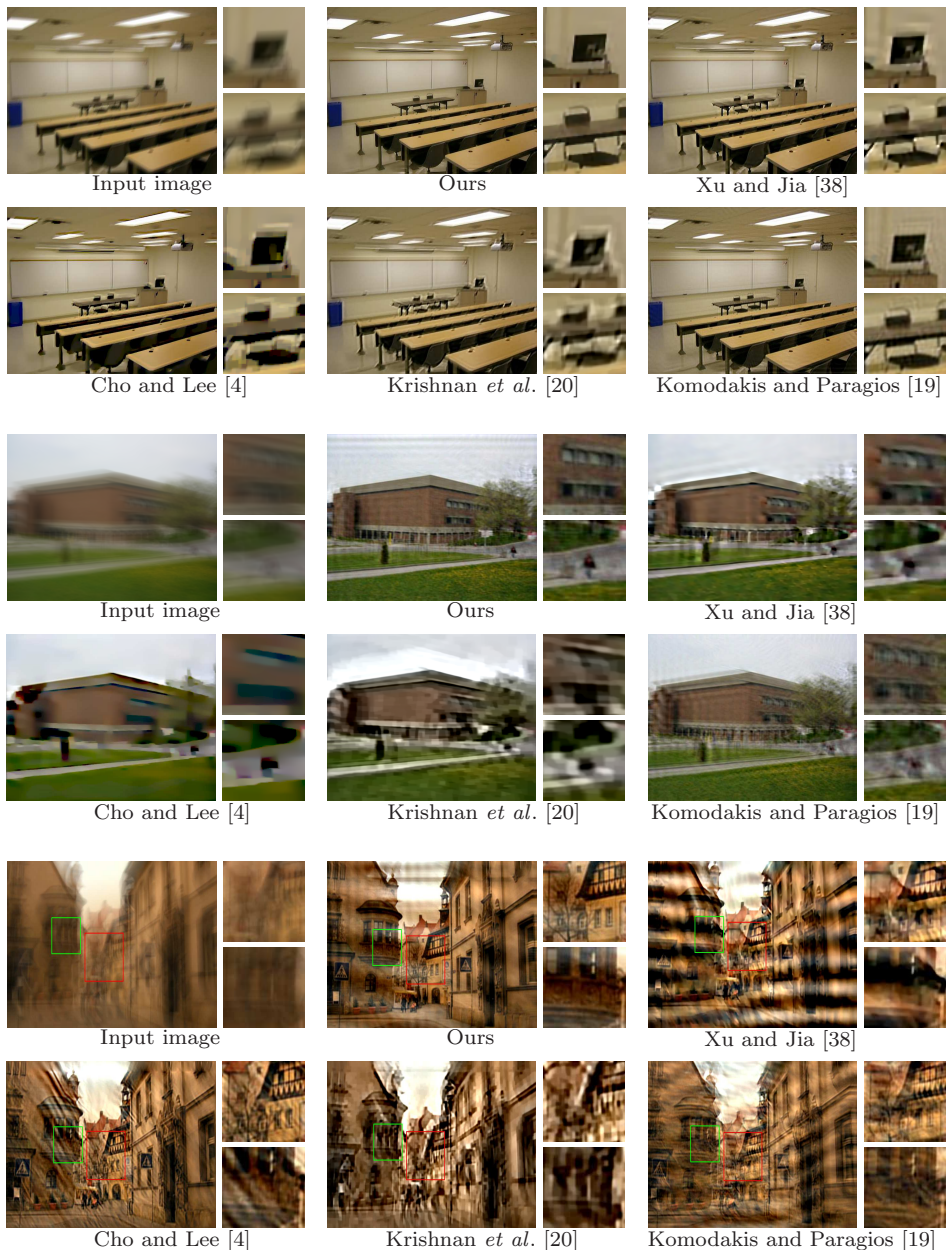 Input image
Ours
Xu and Jia [38]
Cho and Lee [4]
Krishnan et al. [20]
Komodakis and Paragios [19]
Input image
Ours
Xu and Jia [38]
Cho and Lee [4]
Krishnan et al. [20]
Komodakis and Paragios [19]
Input image
Ours
Xu and Jia [38]
Cho and Lee [4]
Krishnan et al. [20]
Komodakis and Paragios [19]